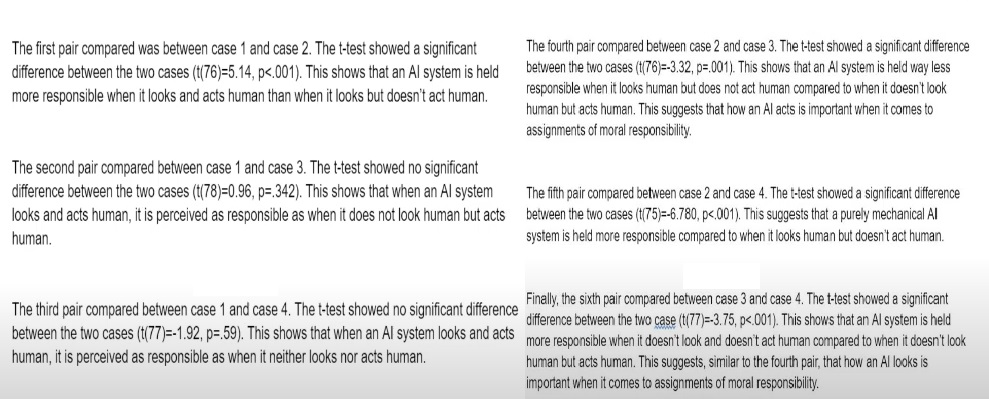 The first pair compared was between case 1 and case 2. The t-test showed a significant
difference between the two cases (t(76)=5.14, p<.001). This shows that an AI system is held
more responsible when it looks and acts human than when it looks but doesn't act human.
The second pair compared between case 1 and case 3. The t-test showed no significant
difference between the two cases (t(78)=0.96, p=.342). This shows that when an AI system
looks and acts human, it is perceived as responsible as when it does not look human but acts
human.
The third pair compared between case 1 and case 4. The t-test showed no significant difference
between the two cases (t(77)=-1.92, p=.59). This shows that when an AI system looks and acts
human, it is perceived as responsible as when it neither looks nor acts human.
The fourth pair compared between case 2 and case 3. The t-test showed a significant difference
between the two cases (t(76)=-3.32, p=.001). This shows that an AI system is held way less
responsible when it looks human but does not act human compared to when it doesn't look
human but acts human. This suggests that how an AI acts is important when it comes to
assignments of moral responsibility.
The fifth pair compared between case 2 and case 4. The t-test showed a significant difference
between the two cases (t(75)=-6.780, p<.001). This suggests that a purely mechanical AI
system is held more responsible compared to when it looks human but doesn't act human.
Finally, the sixth pair compared between case 3 and case 4. The t-test showed a significant
difference between the two case (t(77)=-3.75, p<.001). This shows that an AI system is held
more responsible when it doesn't look and doesn't act human compared to when it doesn't look
human but acts human. This suggests, similar to the fourth pair, that how an AI looks is
important when it comes to assignments of moral responsibility.